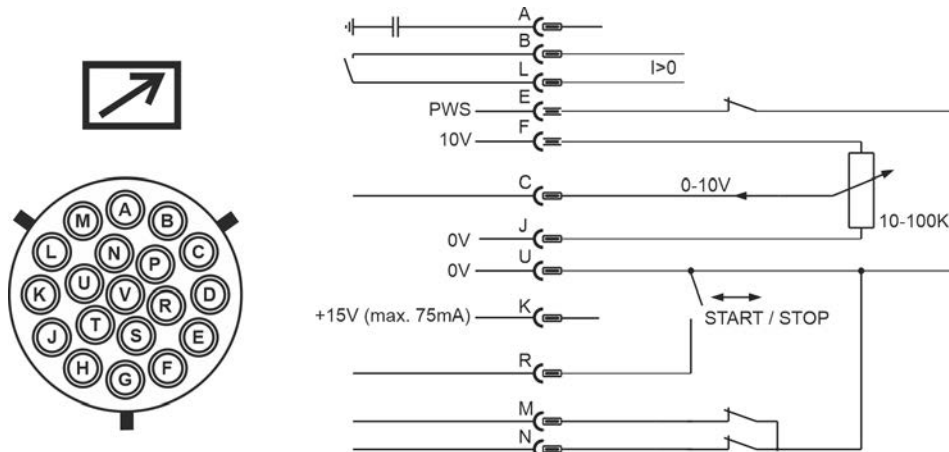 A
B
M
L
N
P
C
K
U
V
R
D
J
T
S
E
H
G
F
A
B
L
I>0
PWS E
10V F
C 0-10V
10-100K
0V J
0V U
+15V (max. 75mA) K
START / STOP
R
M
N